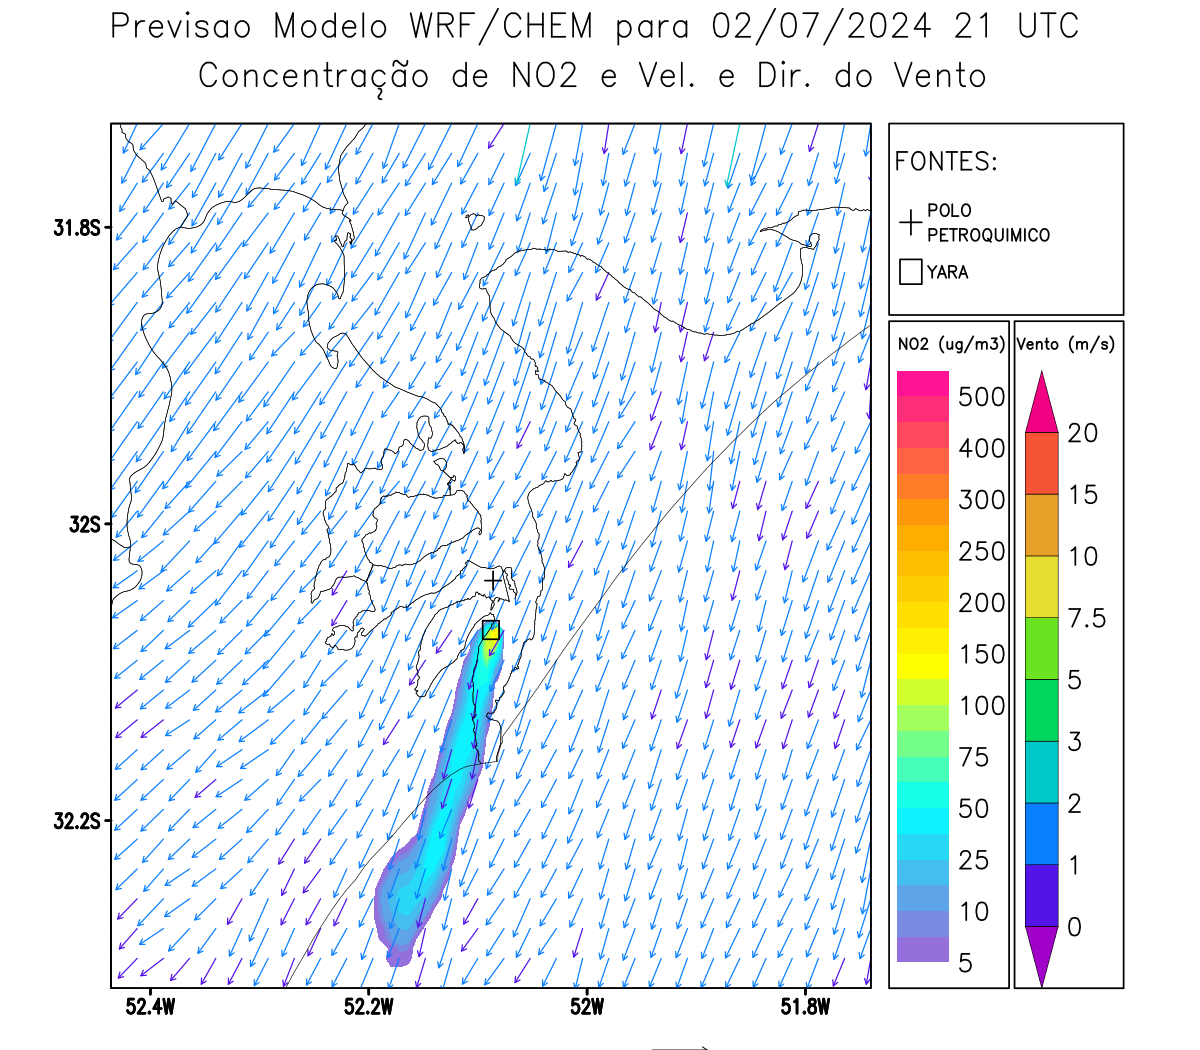 Previsao Modelo WRF/CHEM para 02/07/2024 21 UTC
Concentração de NO2 e Vel. e Dir. do Vento
FONTES:
POLO
PETROQUIMICO
YARA
NO2 (ug/m3)
500
400
300
250
200
150
100
75
50
25
10
5
Vento (m/s)
20
15
10
7.5
5
3
2
1
0
31.8S
32S
32.2S
52.4W
52.2W
52W
51.8W